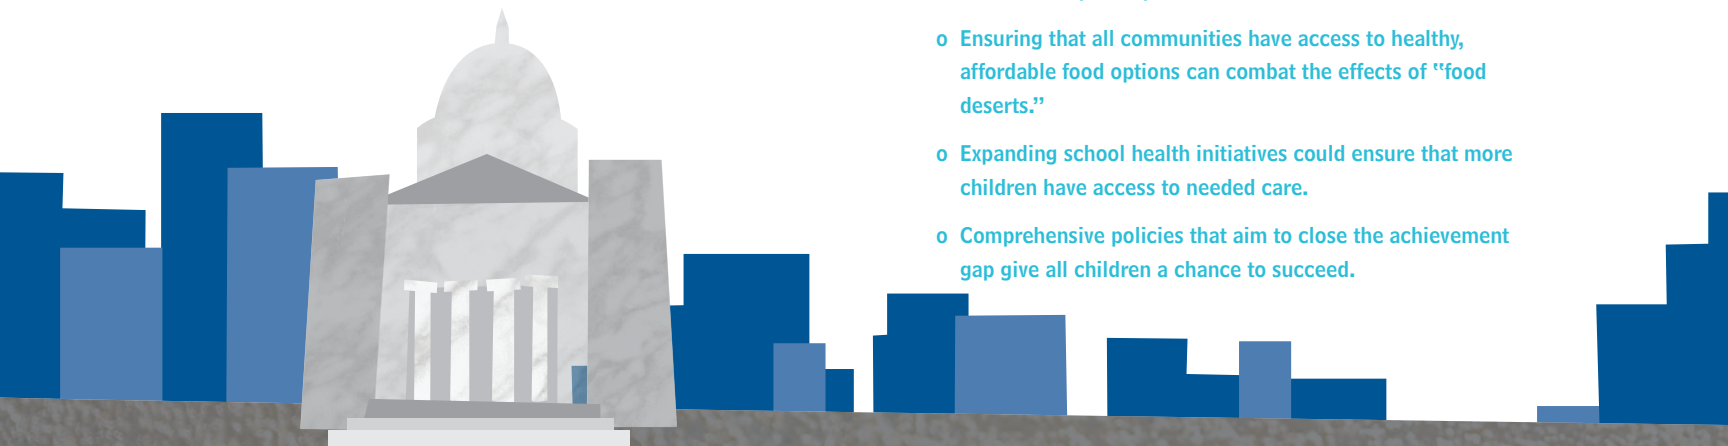 o Ensuring that all communities have access to healthy,
affordable food options can combat the effects of “food
deserts.”
o Expanding school health initiatives could ensure that more
children have access to needed care.
o Comprehensive policies that aim to close the achievement
gap give all children a chance to succeed.